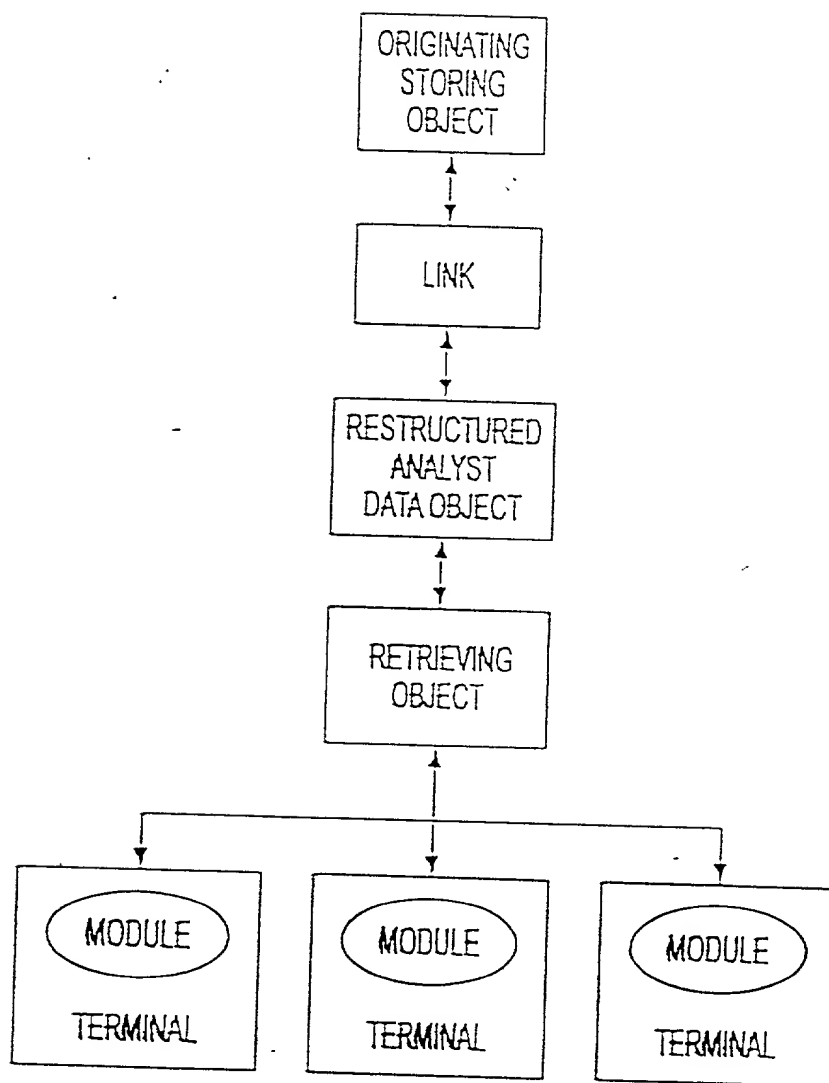 ORIGINATING
STORING
OBJECT
LINK
RESTRUCTURED
ANALYST
DATA OBJECT
RETRIEVING
OBJECT
MODULE
TERMINAL
MODULE
TERMINAL
MODULE
TERMINAL